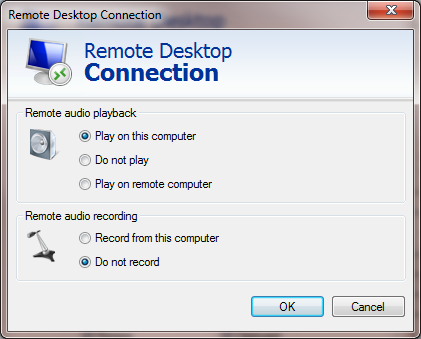 Remote Desktop Connection
Remote Desktop
Connection
Remote audio playback
Play on this computer
Do not play
Play on remote computer
Remote audio recording
Record from this computer
Do not record
OK
Cancel